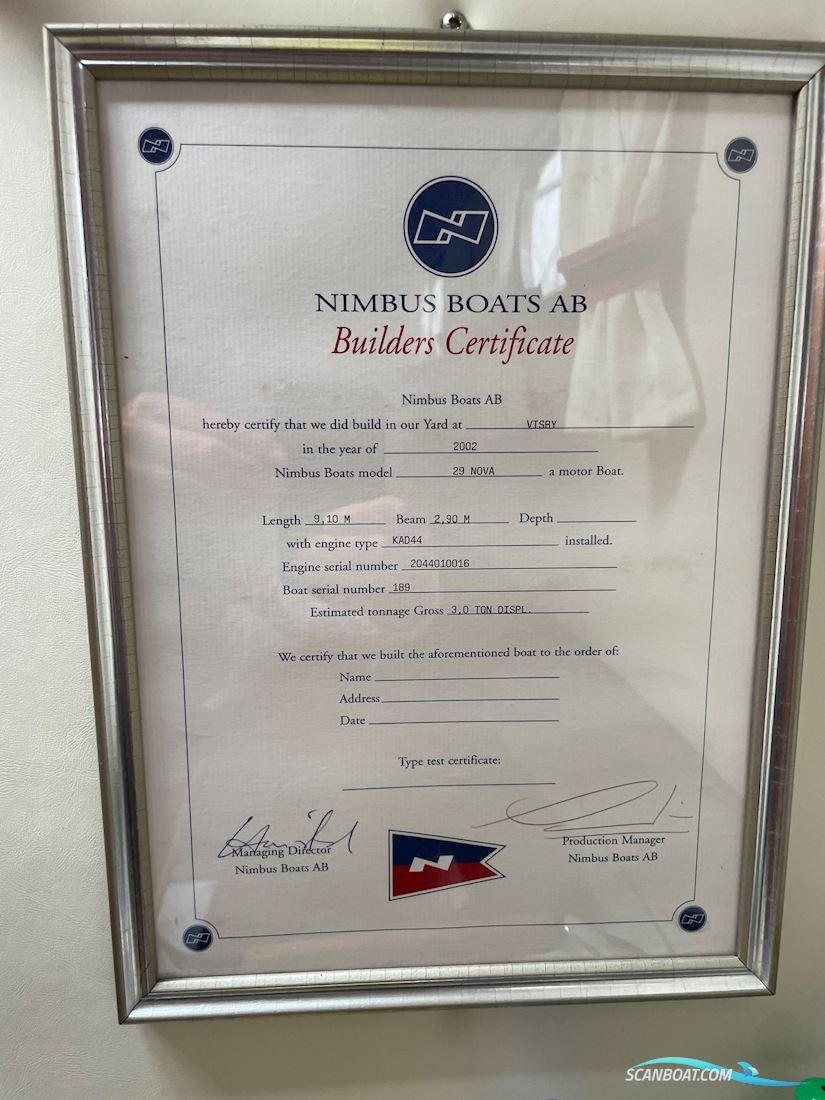 NIMBUS BOATS AB
Builders Certificate
Nimbus Boats AB
hereby certify that we did build in our Yard at VISBY
in the year of 2002
Nimbus Boats model 29 NOVA a motor Boat.
Length 9,10 M Beam 2,90 M Depth
with engine type KAD44 installed.
Engine serial number 2044010016
Boat serial number 189
Estimated tonnage Gross 3,0 TON DISPL.
We certify that we built the aforementioned boat to the order of:
Name
Address
Date
Type test certificate:
Managing Director
Nimbus Boats AB
Production Manager
Nimbus Boats AB
SCANBOAT.COM